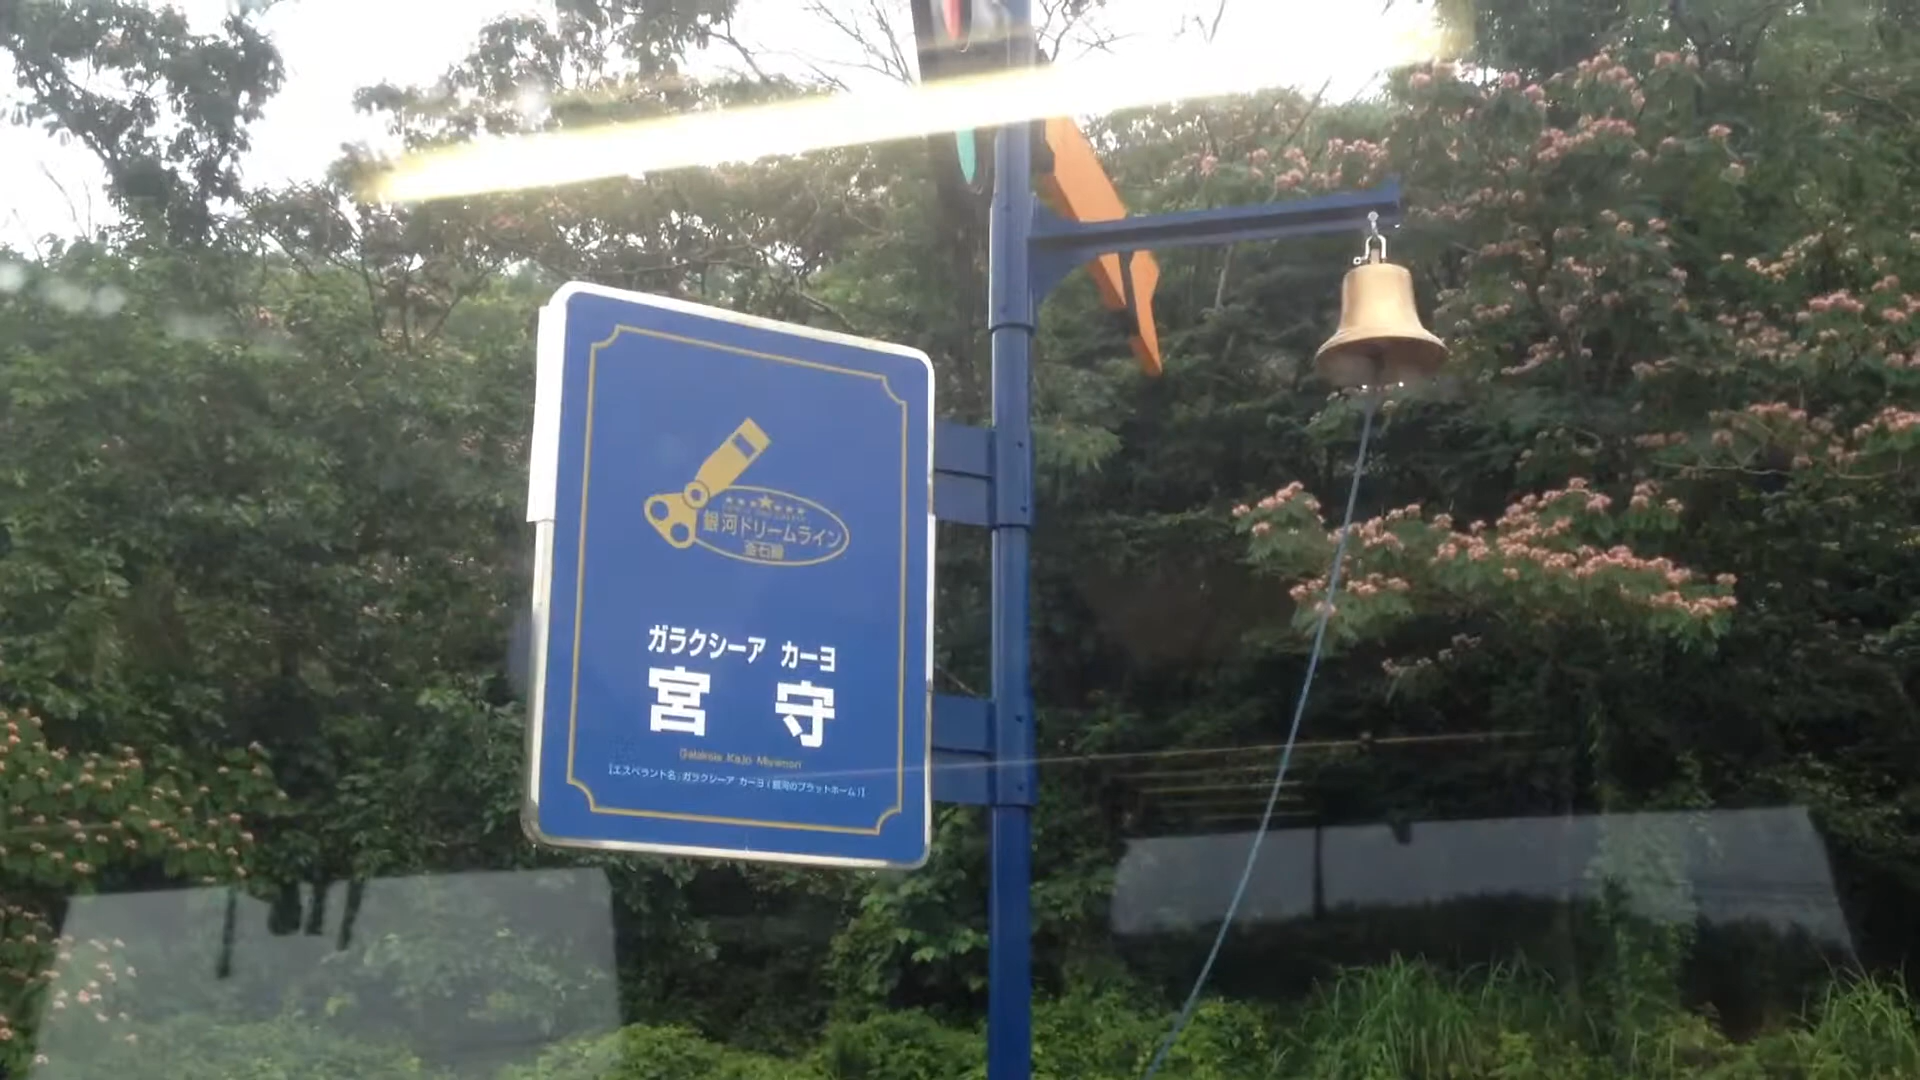 銀河ドリームライン
釜石線
ガラクシーア カーヨ
宮守
Galaksia Kajo Miyamori
[エスペラント名:ガラクシーア カーヨ(銀河のプラットホーム)]